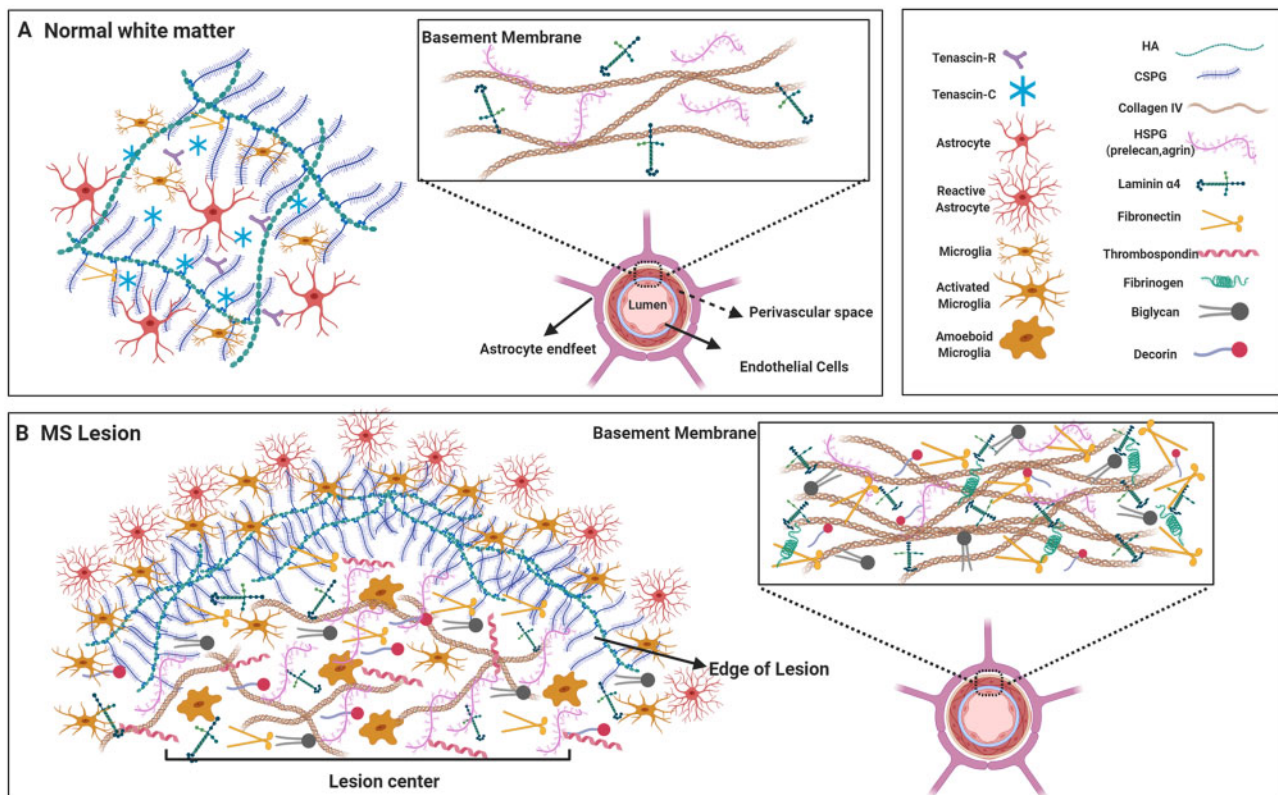 A Normal white matter
Basement Membrane
Lumen
Perivascular space
Astrocyte endfeet
Endothelial Cells
Tenascin-R
Tenascin-C
Astrocyte
Reactive
Astrocyte
Microglia
Activated
Microglia
Amoeboid
Microglia
HA
CSPG
Collagen IV
HSPG
(prelecan,agrin)
Laminin α4
Fibronectin
Thrombospondin
Fibrinogen
Biglycan
Decorin
B MS Lesion
Basement Membrane
Edge of Lesion
Lesion center